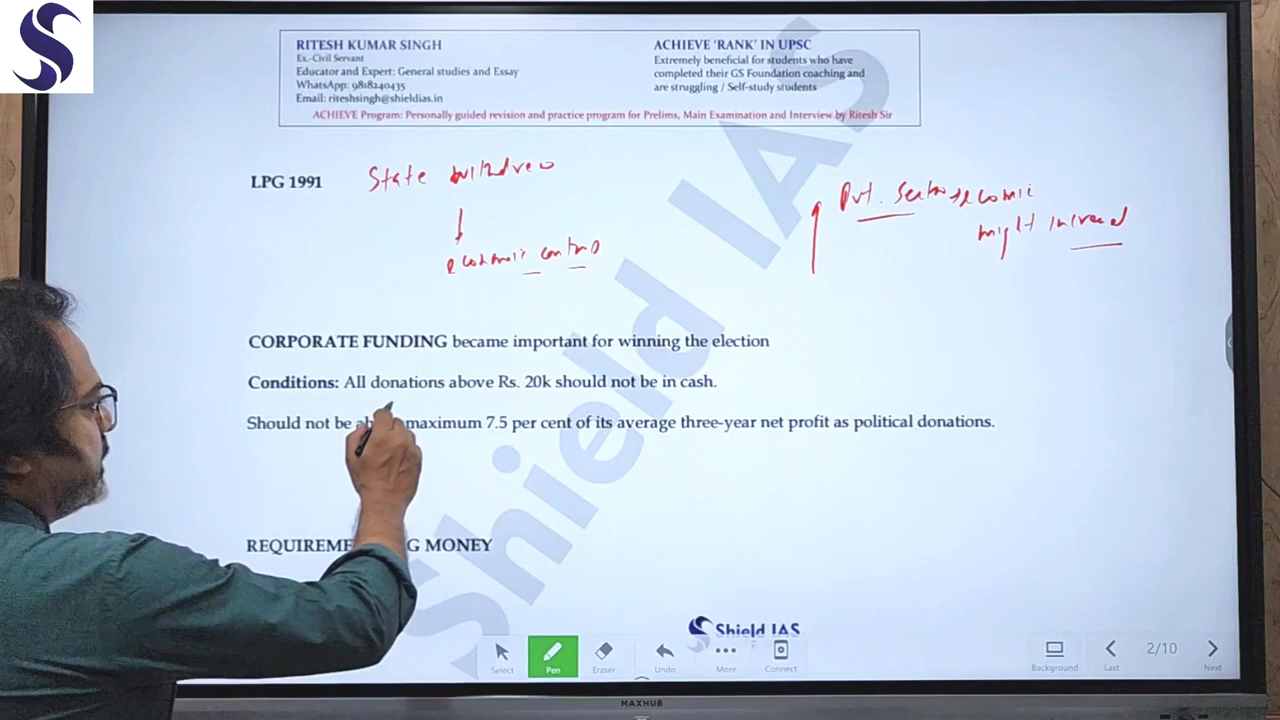 RITESH KUMAR SINGH
Ex.-Civil Servant
Educator and Expert: General studies and Essay
WhatsApp: 9818240435
Email: riteshsingh@shieldias.in
ACHIEVE 'RANK' IN UPSC
Extremely beneficial for students who have
completed their GS Foundation coaching and
are struggling / Self-study students
ACHIEVE Program: Personally guided revision and practice program for Prelims, Main Examination and Interview by Ritesh Sir
LPG 1991
State withdrew
economic control
Pvt. Sector
might
CORPORATE FUNDING became important for winning the election
Conditions: All donations above Rs. 20k should not be in cash.
Should not be maximum 7.5 per cent of its average three-year net profit as political donations.
MONEY
Shield IAS
Shield IAS
Select
Pen
Eraser
Undo
More
Connect
Background
Last
2/10
Next
MAXHUB